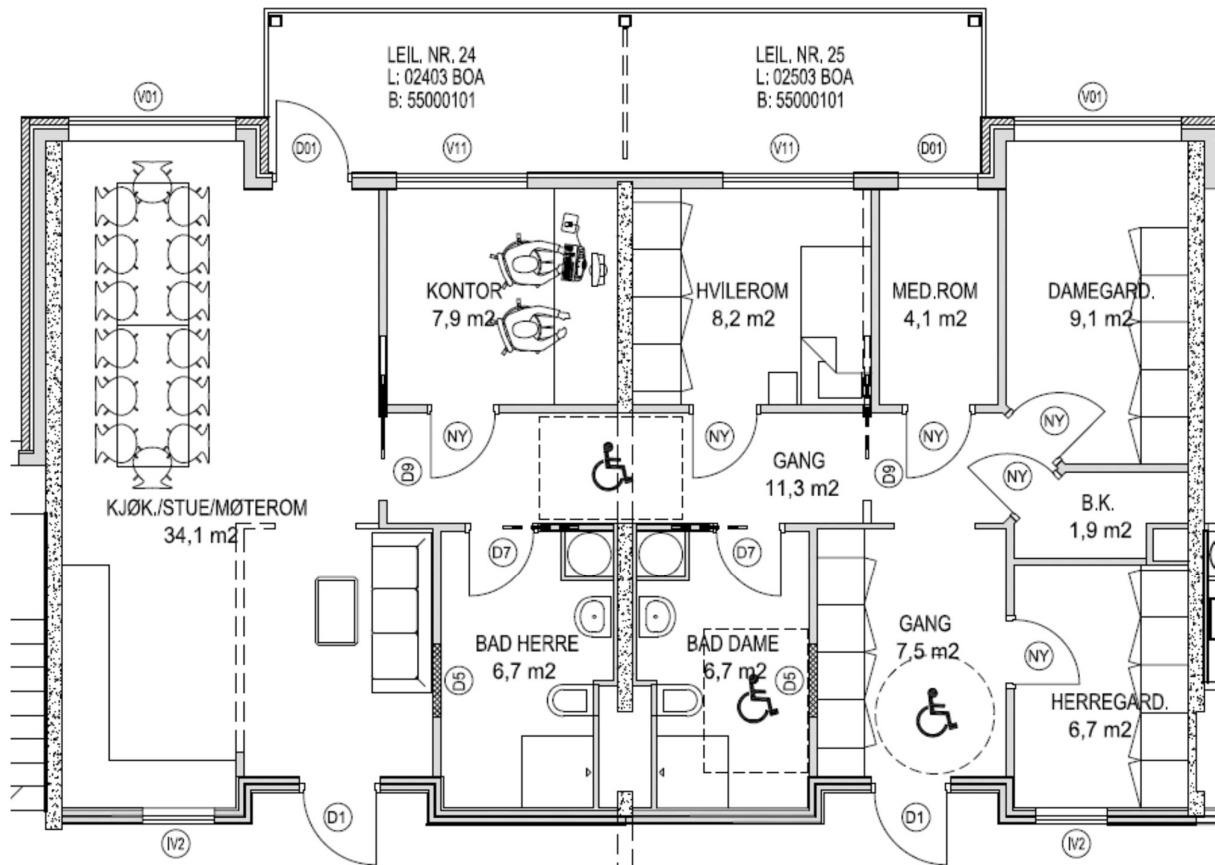 LEIL. NR. 24
L: 02403 BOA
B: 55000101
LEIL. NR. 25
L: 02503 BOA
B: 55000101
V01
D01
V11
V11
D01
V01
KONTOR
7,9 m2
HVILEROM
8,2 m2
MED.ROM
4,1 m2
DAMEGARD.
9,1 m2
NY
NY
NY
NY
NY
D9
D9
GANG
11,3 m2
KJØK./STUE/MØTEROM
34,1 m2
B.K.
1,9 m2
D7
D7
BAD HERRE
6,7 m2
BAD DAME
6,7 m2
D5
D5
GANG
7,5 m2
NY
HERREGARD.
6,7 m2
IV2
D1
D1
IV2